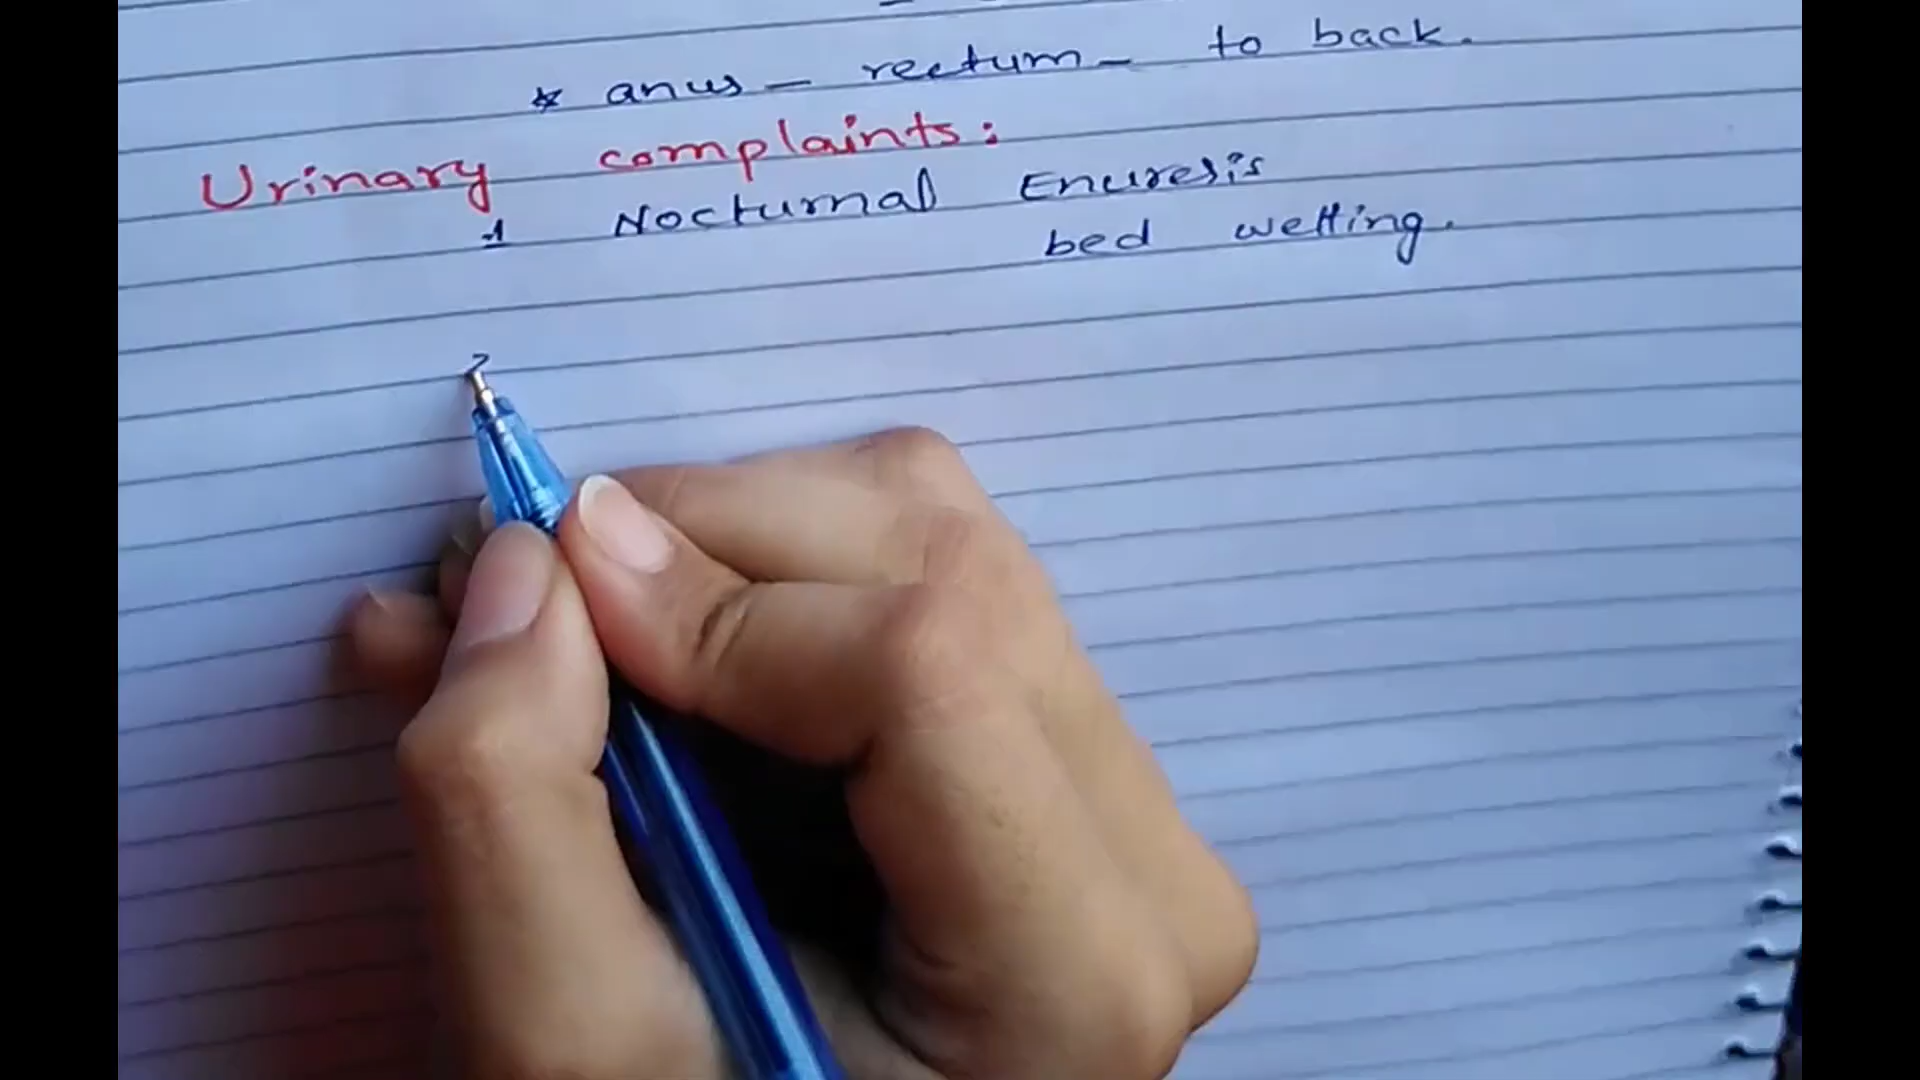 * anus - rectum - to back.
Urinary complaints:
1 Nocturnal Enuresis
bed wetting.
2